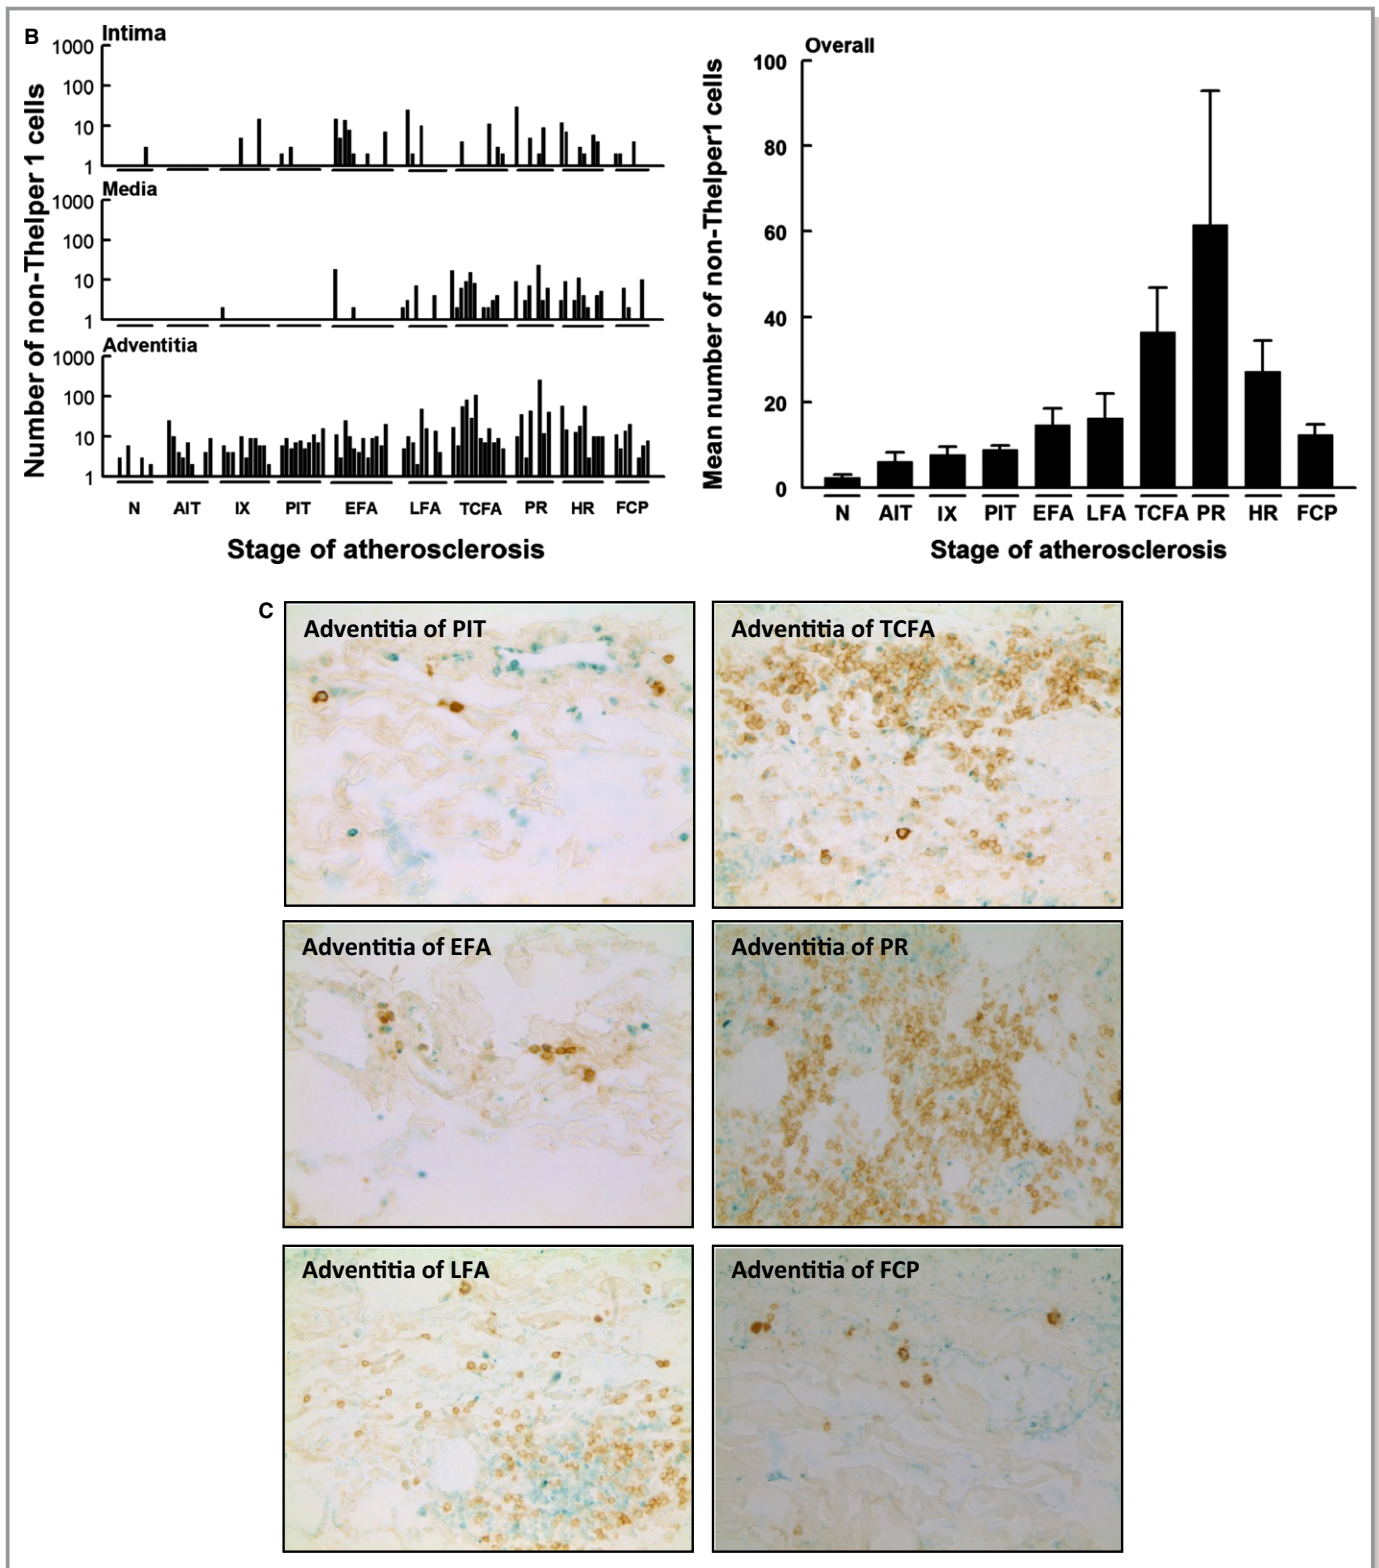 B
Intima
1000
100
10
1
Media
1000
100
10
1
Adventitia
1000
100
10
1
Number of non-Thelper 1 cells
N AIT IX PIT EFA LFA TCFA PR HR FCP
Stage of atherosclerosis
Overall
100
80
60
40
20
0
Mean number of non-Thelper1 cells
N AIT IX PIT EFA LFA TCFA PR HR FCP
Stage of atherosclerosis
C
Adventitia of PIT
Adventitia of TCFA
Adventitia of EFA
Adventitia of PR
Adventitia of LFA
Adventitia of FCP